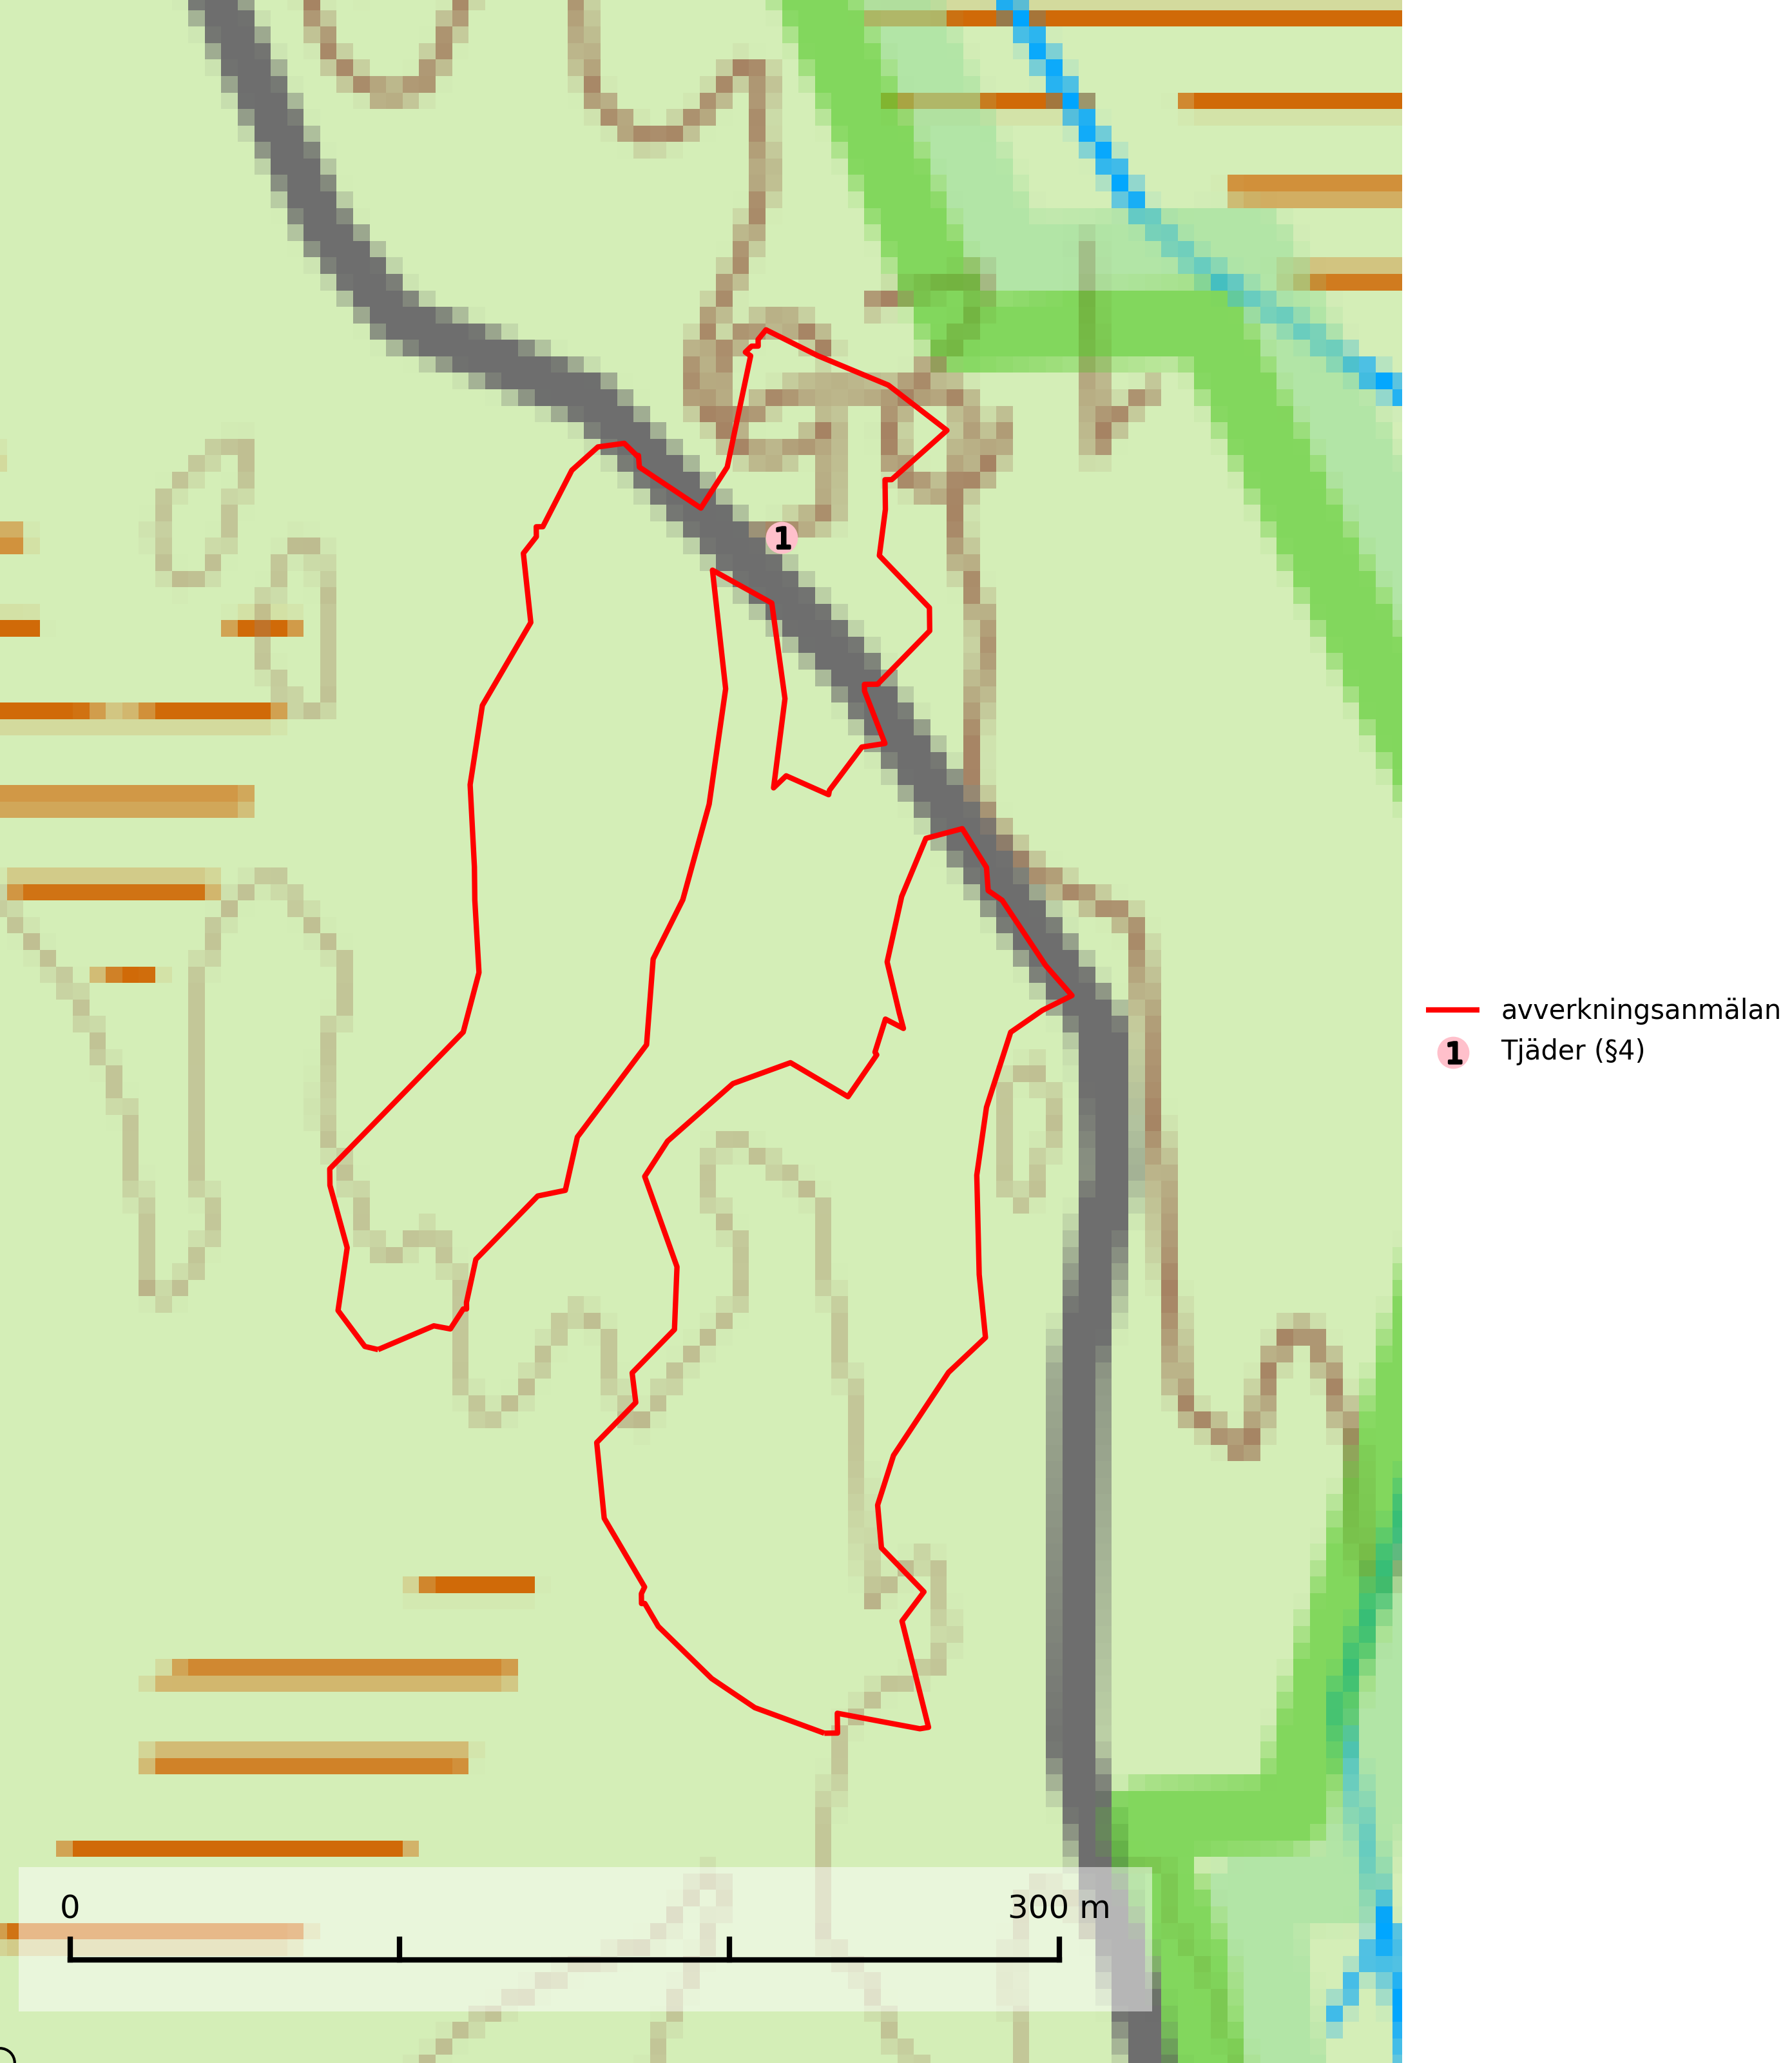 1
avverkningsanmälan
1 Tjäder (§4)
0 300 m